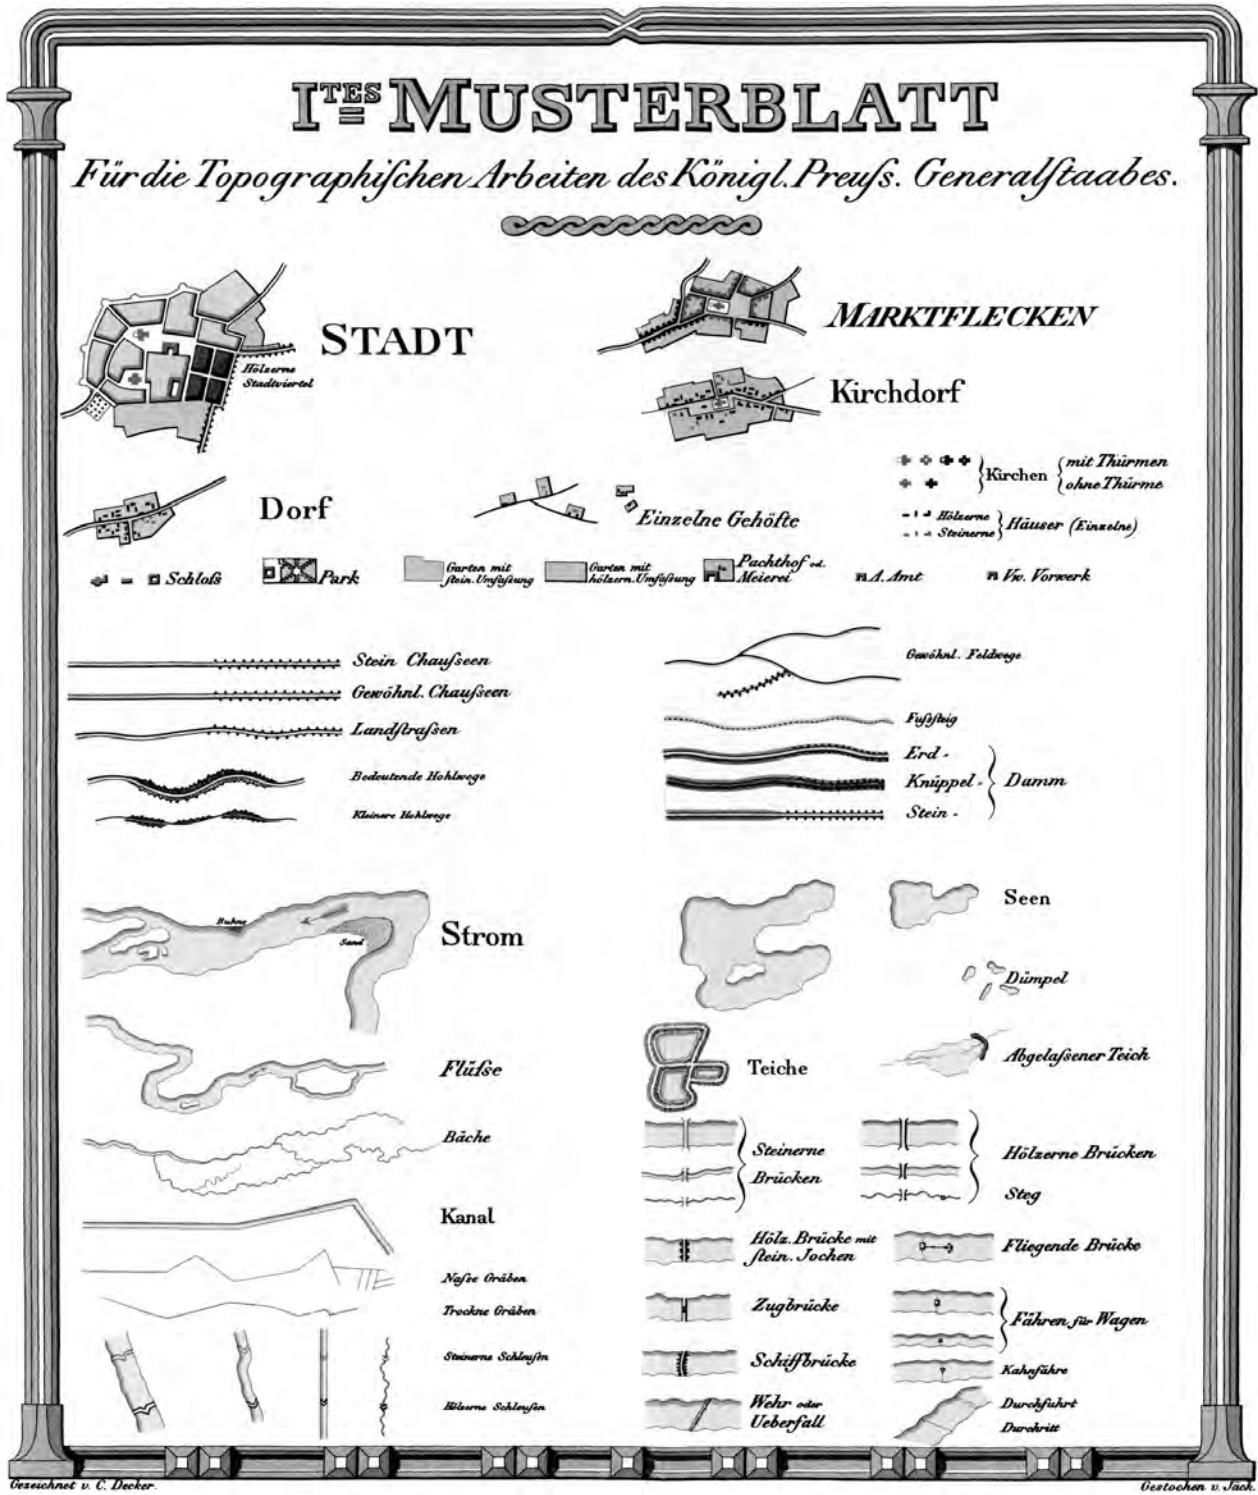 ITES MUSTERBLATT
Für die Topographiſchen Arbeiten des Königl. Preuſs. Generalſtaabes.
STADT
Hölzerne
Stadtviertel
MARKTFLECKEN
Kirchdorf
Kirchen
mit Thürmen
ohne Thürme
Dorf
Einzelne Gehöfte
Hölzerne
Steinerne
Häuser (Einzelne)
Schloſs
Park
Garten mit
ſtein. Umfaſsung
Garten mit
hölzern. Umfaſsung
Pachthof od.
Meierei
A. Amt
Vw. Vorwerk
Stein Chauſseen
Gewöhnl. Chauſseen
Landſtraſsen
Bedeutende Hohlwege
Kleinere Hohlwege
Gewöhnl. Feldwege
Fuſsſteig
Erd -
Knüppel -
Stein -
Damm
Buhne
Sand
Strom
Seen
Dümpel
Flüſse
Teiche
Abgelaſsener Teich
Bäche
Steinerne
Brücken
Hölzerne Brücken
Steg
Kanal
Hölz. Brücke mit
ſtein. Jochen
Fliegende Brücke
Naſse Gräben
Trockne Gräben
Zugbrücke
Fähren für Wagen
Steinerne Schleuſen
Schiffbrücke
Kahnfähre
Hölzerne Schleuſen
Wehr oder
Ueberfall
Durchfuhrt
Durchritt
Gezeichnet v. C. Decker.
Gestochen v. Jäck.